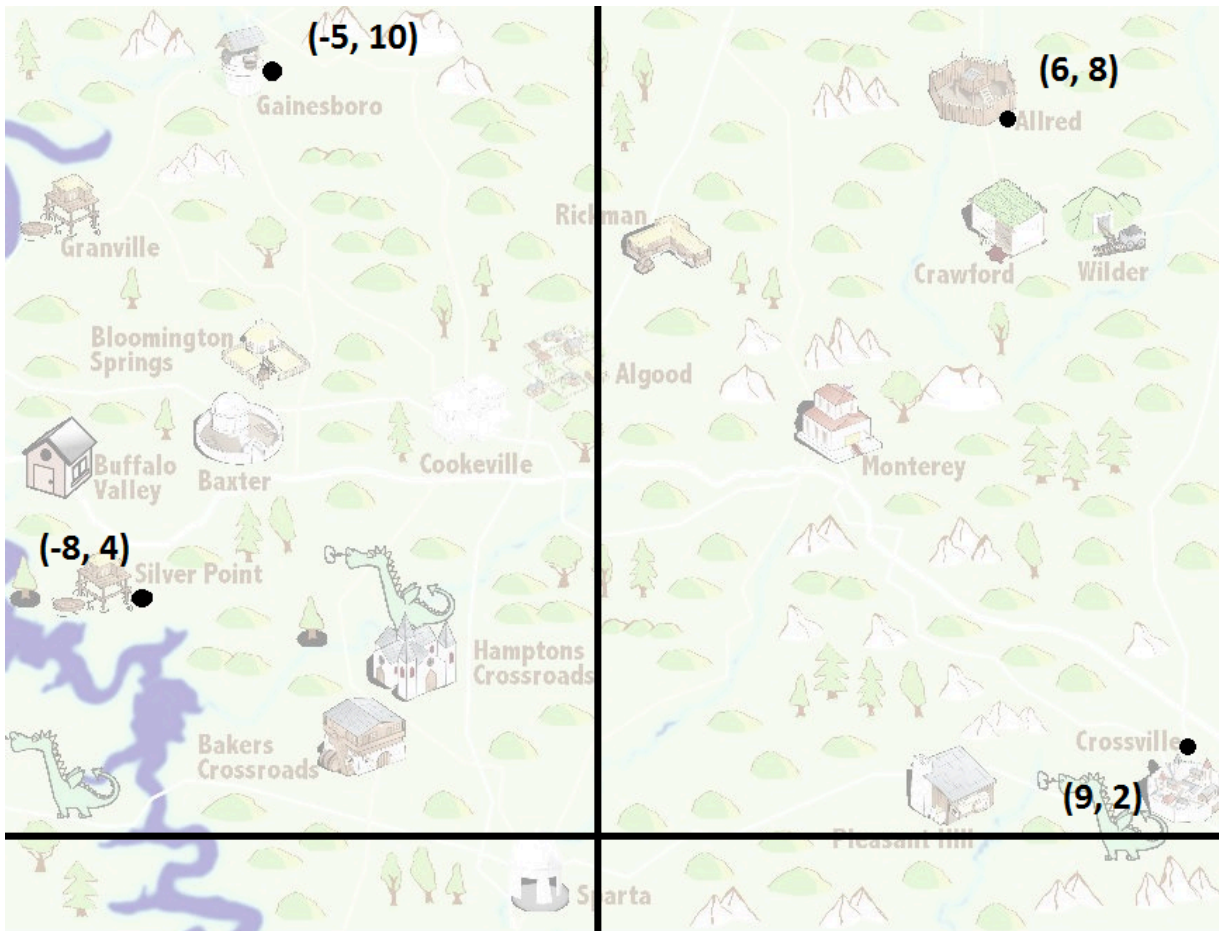 (-5, 10)
(6, 8)
Gainesboro
Allred
Rickman
Granville
Crawford
Wilder
Bloomington
Springs
Algood
Buffalo
Valley
Baxter
Cookeville
Monterey
(-8, 4)
Silver Point
Hamptons
Crossroads
Bakers
Crossroads
Crossville
(9, 2)
Pleasant Hill
Sparta